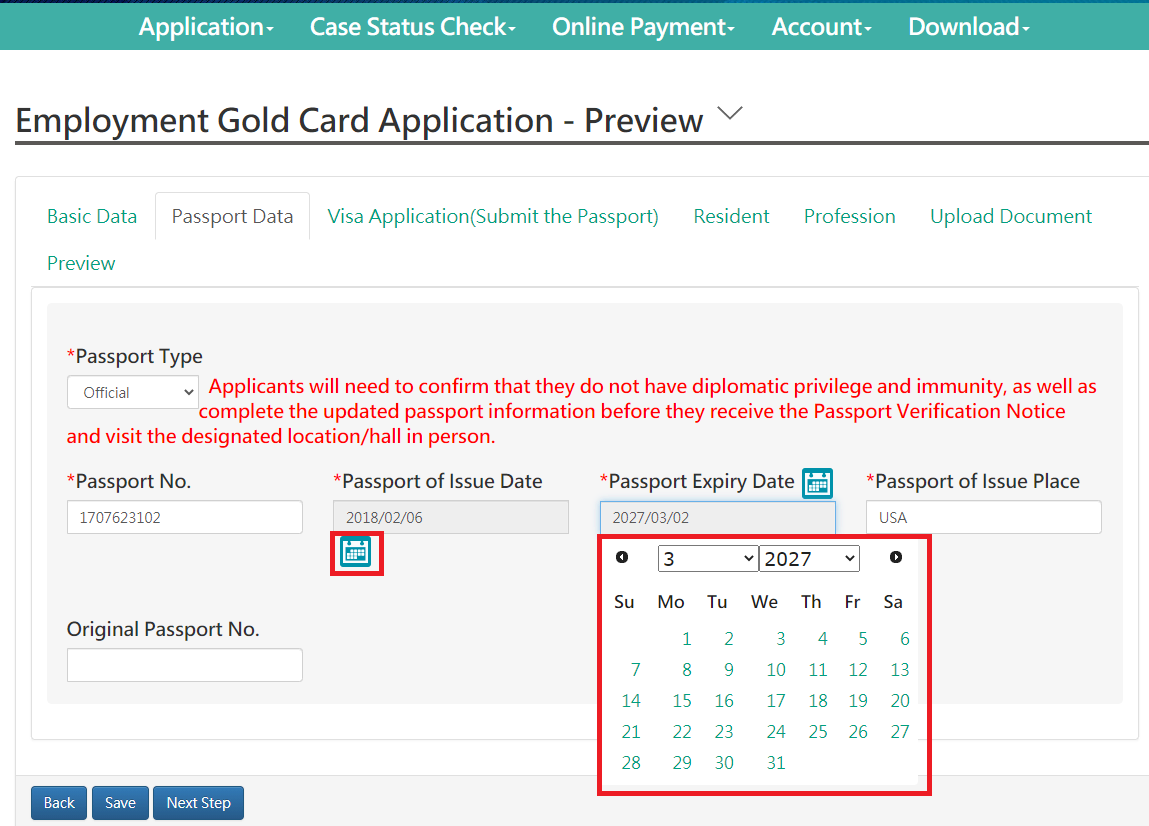 Application Case Status Check Online Payment Account Download
Employment Gold Card Application - Preview
Basic Data Passport Data Visa Application(Submit the Passport) Resident Profession Upload Document
Preview
*Passport Type
Official Applicants will need to confirm that they do not have diplomatic privilege and immunity, as well as
complete the updated passport information before they receive the Passport Verification Notice
and visit the designated location/hall in person.
*Passport No. *Passport of Issue Date *Passport Expiry Date *Passport of Issue Place
1707623102 2018/02/06 2027/03/02 USA
3 2027
Su Mo Tu We Th Fr Sa
1 2 3 4 5 6
7 8 9 10 11 12 13
14 15 16 17 18 19 20
21 22 23 24 25 26 27
28 29 30 31
Original Passport No.
Back Save Next Step